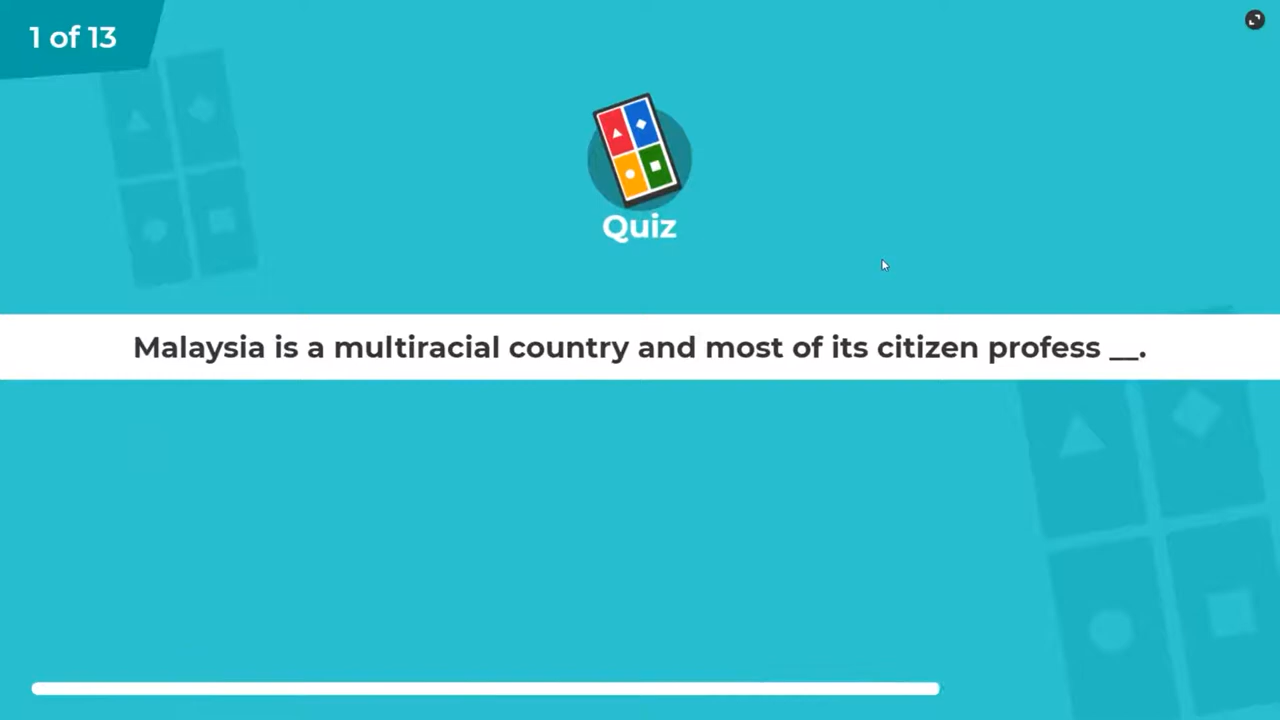 1 of 13
Quiz
Malaysia is a multiracial country and most of its citizen profess __.